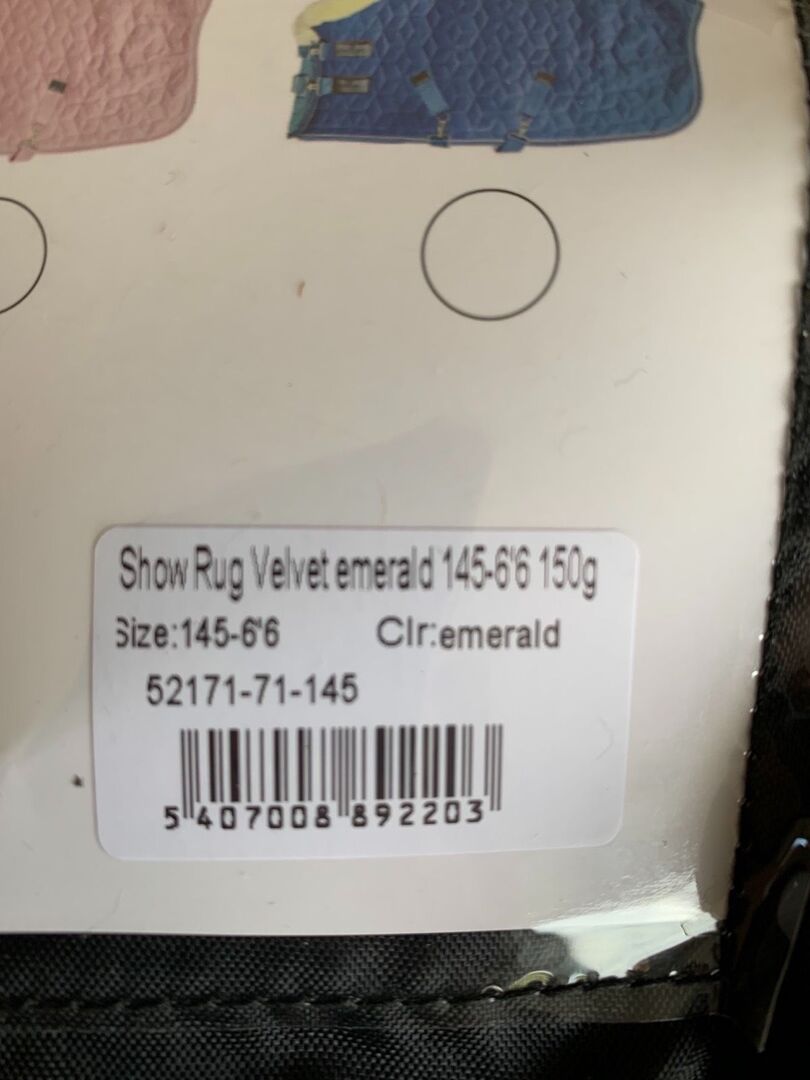 Show Rug Velvet emerald 145-6'6 150g
Size:145-6'6 Clr:emerald
52171-71-145
5 407008 892203